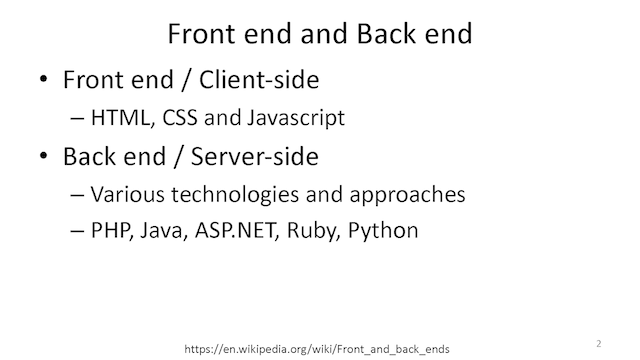 Front end and Back end
• Front end / Client-side
– HTML, CSS and Javascript
• Back end / Server-side
– Various technologies and approaches
– PHP, Java, ASP.NET, Ruby, Python
https://en.wikipedia.org/wiki/Front_and_back_ends
2